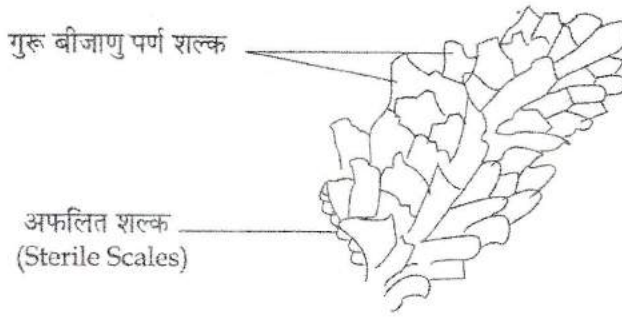 गुरू बीजाणु पर्ण शल्क
अफलित शल्क
(Sterile Scales)